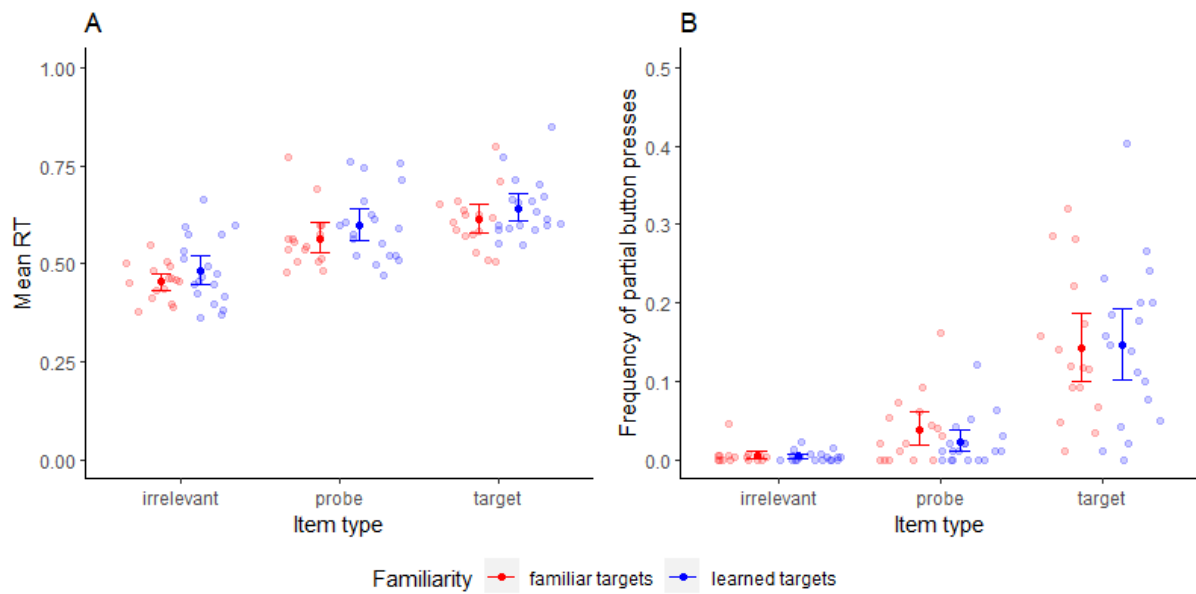 A
Mean RT
1.00
0.75
0.50
0.25
0.00
irrelevant probe target
Item type
B
Frequency of partial button presses
0.5
0.4
0.3
0.2
0.1
0.0
irrelevant probe target
Item type
Familiarity familiar targets learned targets